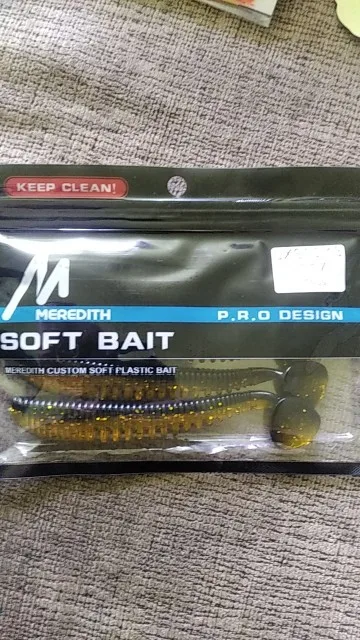 KEEP CLEAN!
M
MEREDITH
P.R.O DESIGN
SOFT BAIT
MEREDITH CUSTOM SOFT PLASTIC BAIT